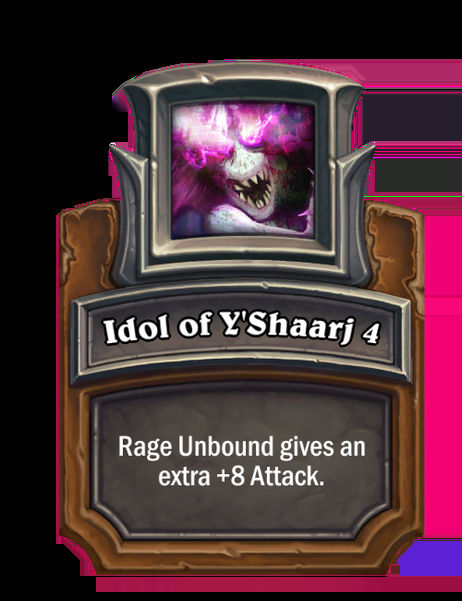 Idol of Y'Shaarj 4
Rage Unbound gives an
extra +8 Attack.